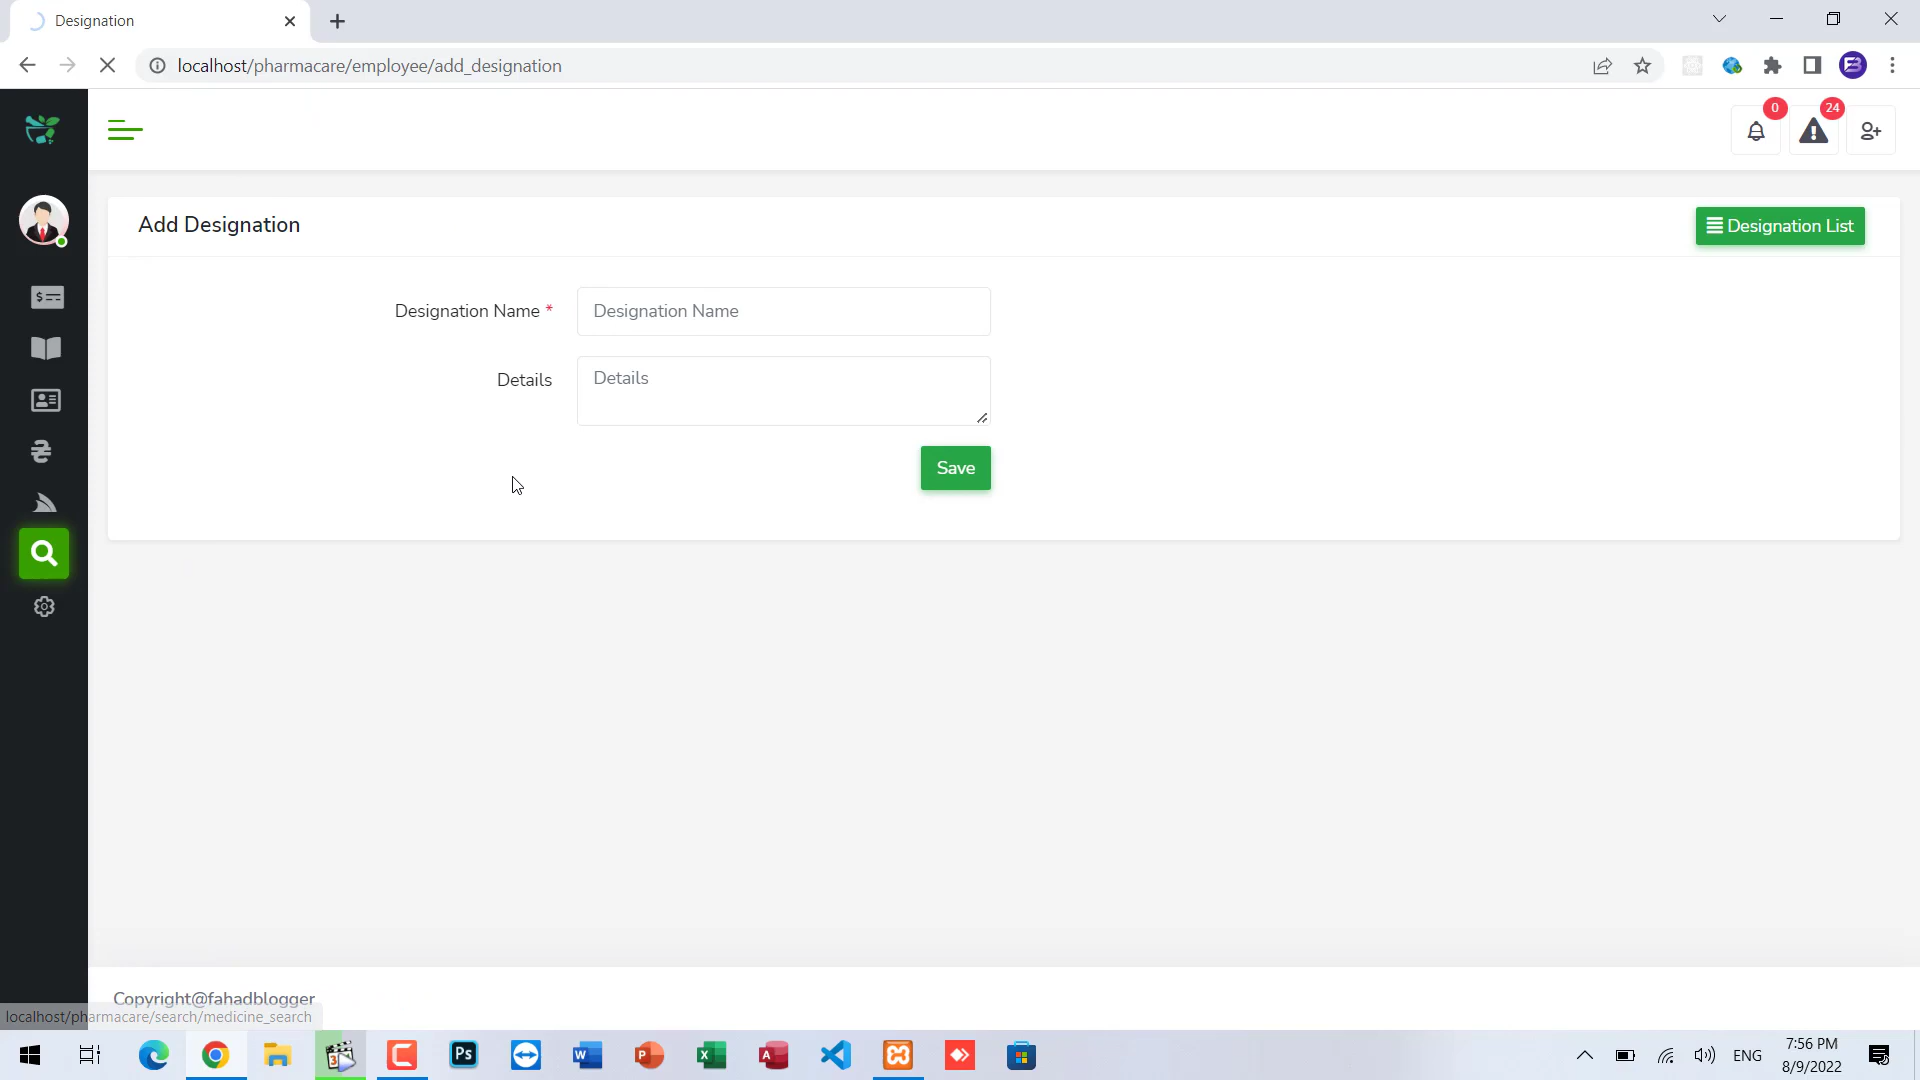 Designation
localhost/pharmacare/employee/add_designation
0
24
Add Designation
Designation List
Designation Name *
Designation Name
Details
Details
Save
Copyright@fahadblogger
localhost/pharmacare/search/medicine_search
ENG
7:56 PM
8/9/2022